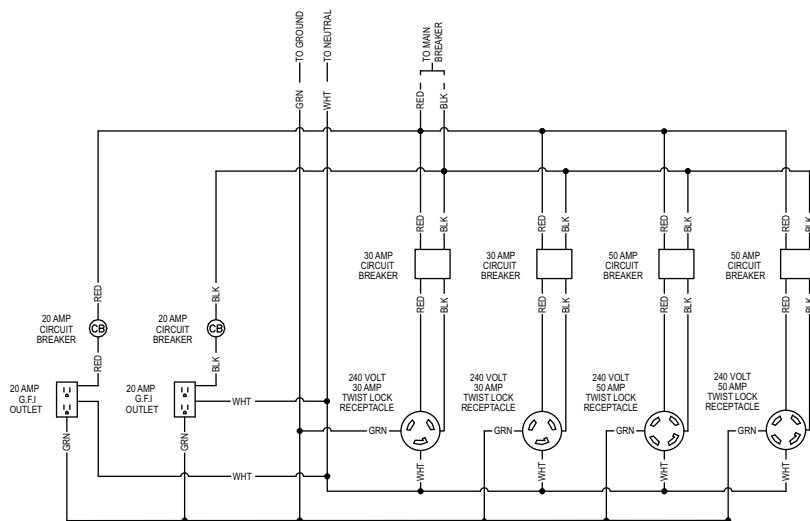 TO GROUND
TO NEUTRAL
TO MAIN
BREAKER
GRN
WHT
RED
BLK
RED
BLK
RED
BLK
RED
BLK
RED
BLK
30 AMP
CIRCUIT
BREAKER
30 AMP
CIRCUIT
BREAKER
50 AMP
CIRCUIT
BREAKER
50 AMP
CIRCUIT
BREAKER
RED
BLK
RED
BLK
RED
BLK
RED
BLK
RED
BLK
20 AMP
CIRCUIT
BREAKER
CB
20 AMP
CIRCUIT
BREAKER
CB
RED
BLK
20 AMP
G.F.I
OUTLET
20 AMP
G.F.I
OUTLET
WHT
240 VOLT
30 AMP
TWIST LOCK
RECEPTACLE
240 VOLT
30 AMP
TWIST LOCK
RECEPTACLE
240 VOLT
50 AMP
TWIST LOCK
RECEPTACLE
240 VOLT
50 AMP
TWIST LOCK
RECEPTACLE
GRN
GRN
GRN
GRN
GRN
GRN
WHT
WHT
WHT
WHT
WHT